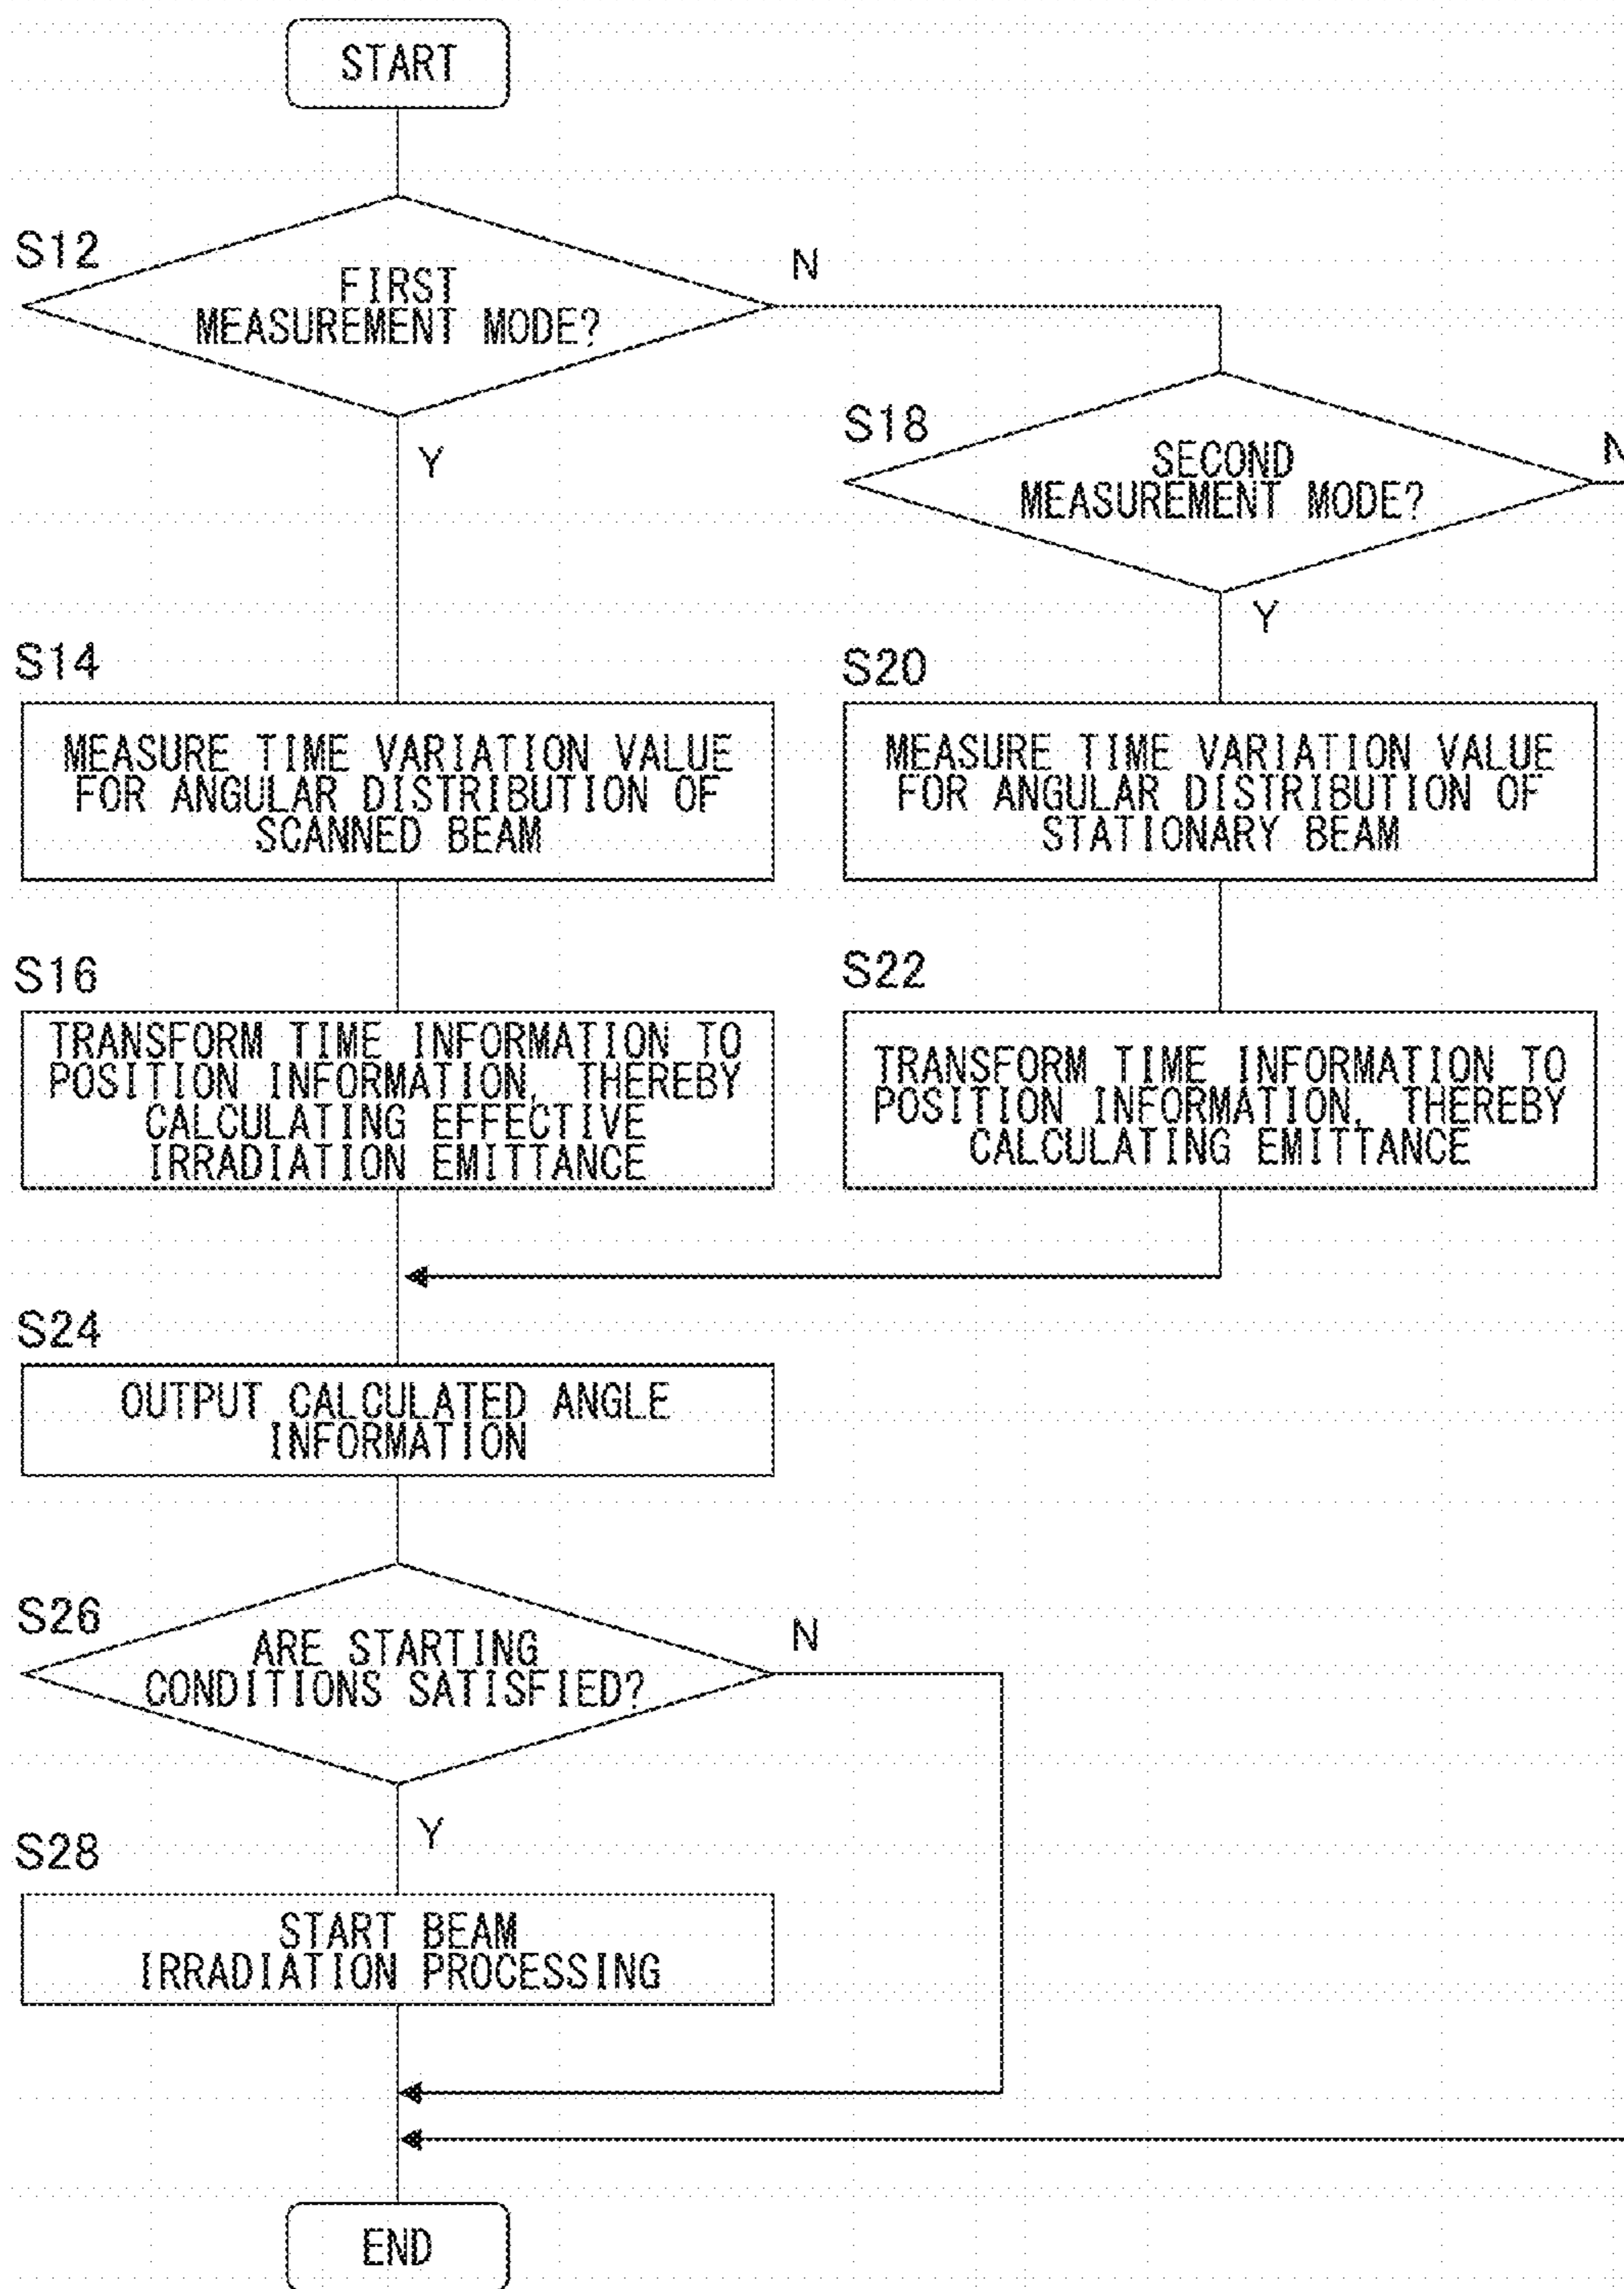 START
S12
FIRST
MEASUREMENT MODE?
N
Y
S18
SECOND
MEASUREMENT MODE?
N
Y
S14
MEASURE TIME VARIATION VALUE
FOR ANGULAR DISTRIBUTION OF
SCANNED BEAM
S20
MEASURE TIME VARIATION VALUE
FOR ANGULAR DISTRIBUTION OF
STATIONARY BEAM
S16
TRANSFORM TIME INFORMATION TO
POSITION INFORMATION, THEREBY
CALCULATING EFFECTIVE
IRRADIATION EMITTANCE
S22
TRANSFORM TIME INFORMATION TO
POSITION INFORMATION, THEREBY
CALCULATING EMITTANCE
S24
OUTPUT CALCULATED ANGLE
INFORMATION
S26
ARE STARTING
CONDITIONS SATISFIED?
N
Y
S28
START BEAM
IRRADIATION PROCESSING
END